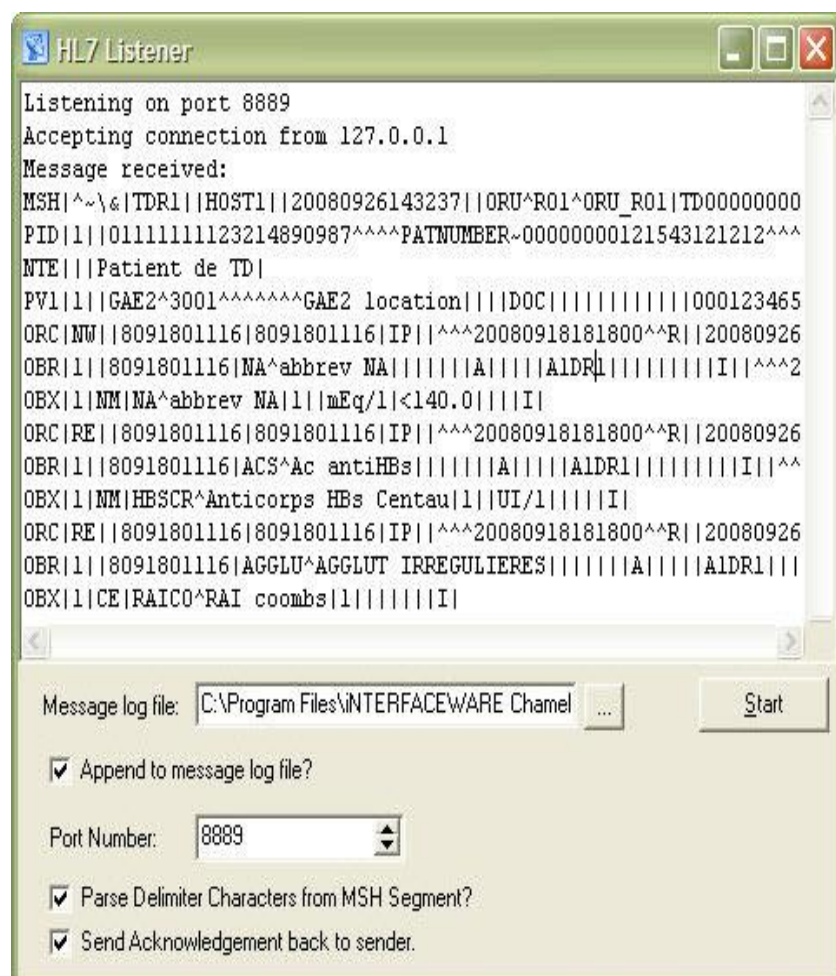 HL7 Listener
Listening on port 8889
Accepting connection from 127.0.0.1
Message received:
MSH|^~\&|TDR1||HOST1||20080926143237||ORU^R01^ORU_R01|TD00000000
PID|1||01111111123214890987^^^^PATNUMBER~000000001215431212​12^^^
NTE|||Patient de TD|
PV1|1||GAE2^3001^^^^^^^GAE2 location||||DOC||||||||||||000123465
ORC|NW||8091801116|8091801116|IP||^^^20080918181800^^R||20080926
OBR|1||8091801116|NA^abbrev NA|||||||A|||||A1DR1|||||||||I||^^^2
OBX|1|NM|NA^abbrev NA|1||mEq/l|<140.0||||I|
ORC|RE||8091801116|8091801116|IP||^^^20080918181800^^R||20080926
OBR|1||8091801116|ACS^Ac antiHBs|||||||A|||||A1DR1|||||||||I||^^
OBX|1|NM|HBSCR^Anticorps HBs Centau|1||UI/l|||||I|
ORC|RE||8091801116|8091801116|IP||^^^20080918181800^^R||20080926
OBR|1||8091801116|AGGLU^AGGLUT IRREGULIERES|||||||A|||||A1DR1|||
OBX|1|CE|RAICO^RAI coombs|1|||||||I|
Message log file: C:\Program Files\iNTERFACEWARE Chamel ... Start
Append to message log file?
Port Number: 8889
Parse Delimiter Characters from MSH Segment?
Send Acknowledgement back to sender.